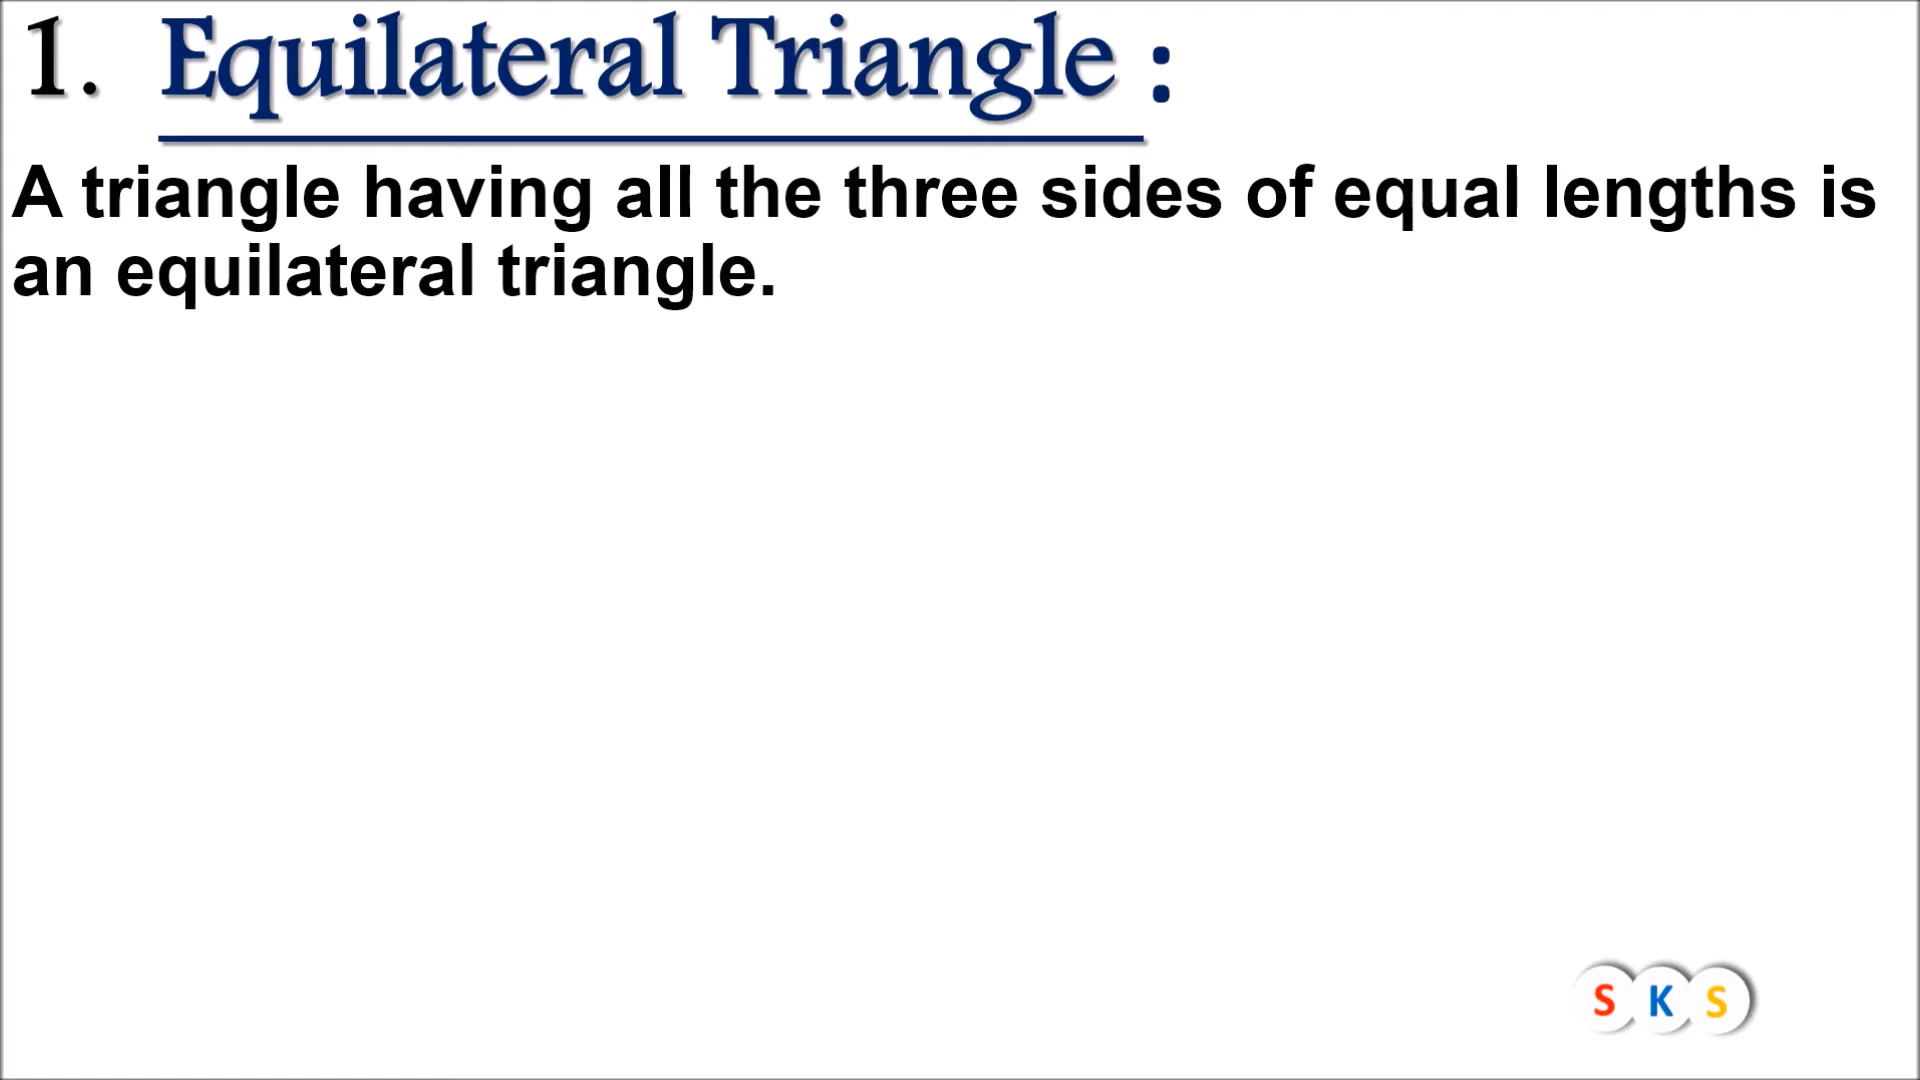 1. Equilateral Triangle :
A triangle having all the three sides of equal lengths is
an equilateral triangle.
S K S